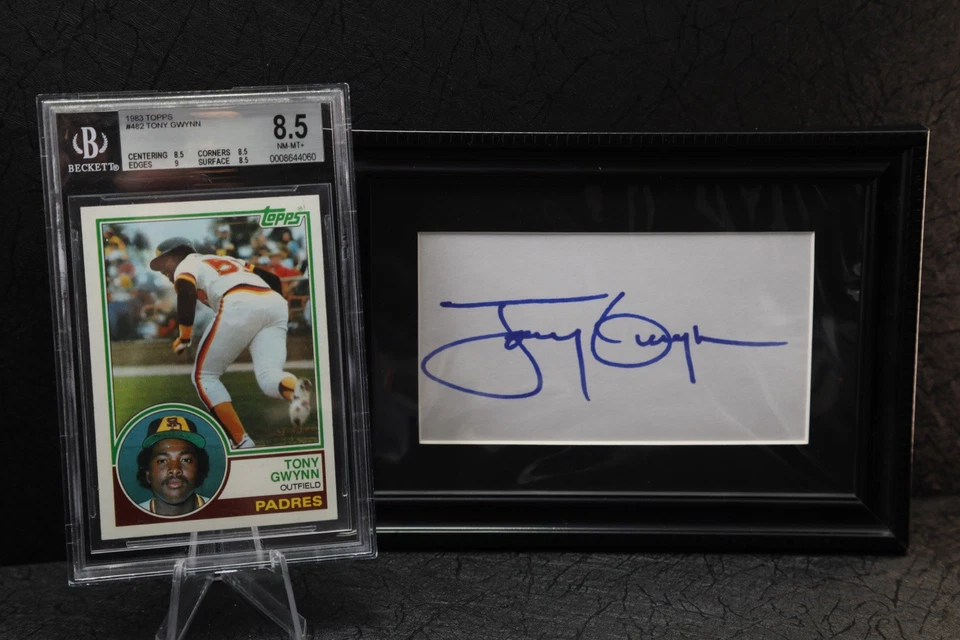 1983 TOPPS
#482 TONY GWYNN
8.5
NM-MT+
CENTERING 8.5 CORNERS 8.5
EDGES 9 SURFACE 8.5
0008644060
B
BECKETT®
Topps
SD
TONY
GWYNN
OUTFIELD
PADRES
Tony Gwynn